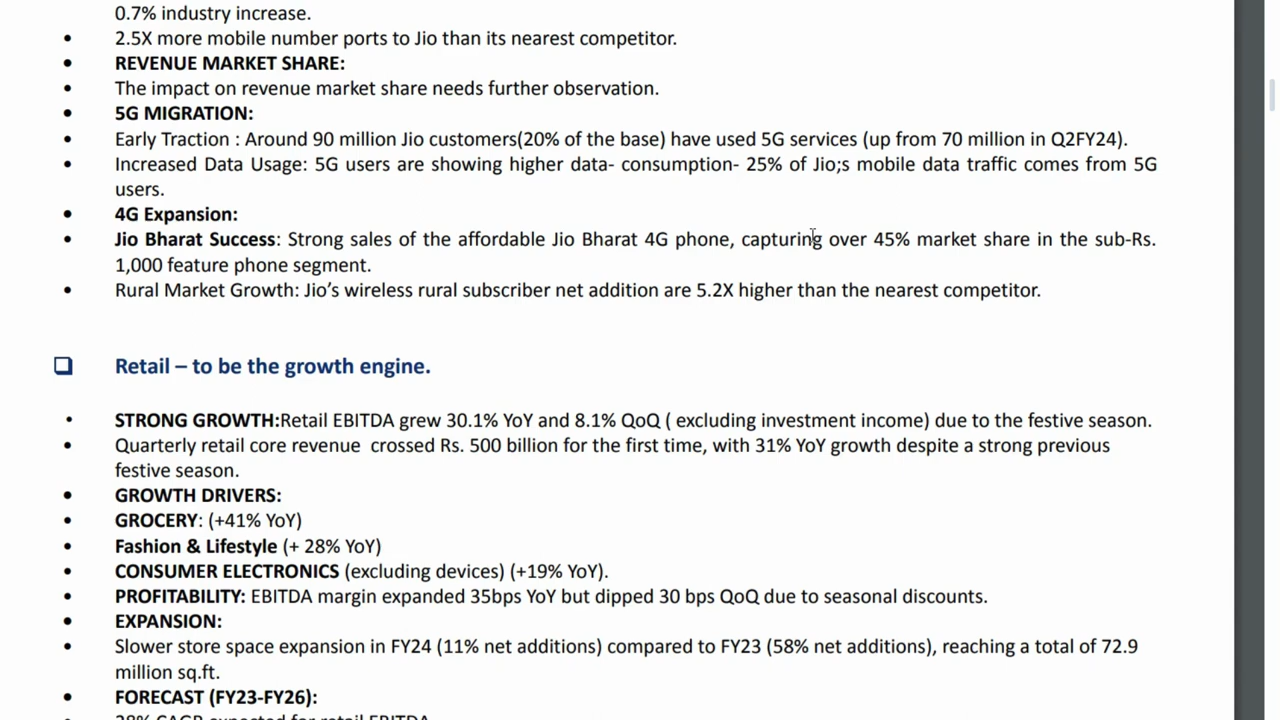 0.7% industry increase.
• 2.5X more mobile number ports to Jio than its nearest competitor.
• REVENUE MARKET SHARE:
• The impact on revenue market share needs further observation.
• 5G MIGRATION:
• Early Traction : Around 90 million Jio customers(20% of the base) have used 5G services (up from 70 million in Q2FY24).
• Increased Data Usage: 5G users are showing higher data- consumption- 25% of Jio;s mobile data traffic comes from 5G
users.
• 4G Expansion:
• Jio Bharat Success: Strong sales of the affordable Jio Bharat 4G phone, capturing over 45% market share in the sub-Rs.
1,000 feature phone segment.
• Rural Market Growth: Jio’s wireless rural subscriber net addition are 5.2X higher than the nearest competitor.
❑ Retail – to be the growth engine.
• STRONG GROWTH:Retail EBITDA grew 30.1% YoY and 8.1% QoQ ( excluding investment income) due to the festive season.
• Quarterly retail core revenue crossed Rs. 500 billion for the first time, with 31% YoY growth despite a strong previous
festive season.
• GROWTH DRIVERS:
• GROCERY: (+41% YoY)
• Fashion & Lifestyle (+ 28% YoY)
• CONSUMER ELECTRONICS (excluding devices) (+19% YoY).
• PROFITABILITY: EBITDA margin expanded 35bps YoY but dipped 30 bps QoQ due to seasonal discounts.
• EXPANSION:
• Slower store space expansion in FY24 (11% net additions) compared to FY23 (58% net additions), reaching a total of 72.9
million sq.ft.
• FORECAST (FY23-FY26):
• CAGR expected for retail EBITDA